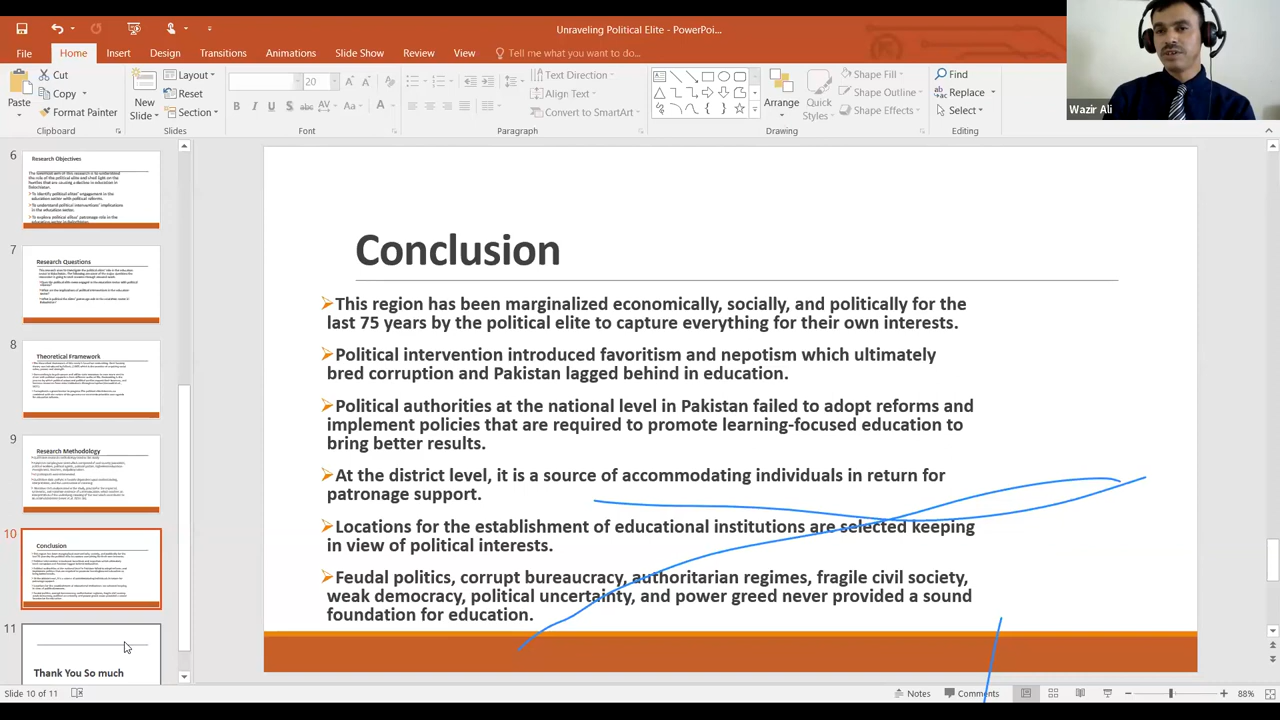 Unraveling Political Elite - PowerPoi...
File
Home
Insert
Design
Transitions
Animations
Slide Show
Review
View
Tell me what you want to do...
Paste
Cut
Copy
Format Painter
Clipboard
New
Slide
Layout
Reset
Section
Slides
20
B I U S abc AV Aa A
Font
Text Direction
Align Text
Convert to SmartArt
Paragraph
Arrange
Quick
Styles
Shape Fill
Shape Outline
Shape Effects
Drawing
Find
Replace
Select
Editing
Wazir Ali
6
Research Objectives
7
Research Questions
8
Theoretical Framework
9
Research Methodology
10
Conclusion
11
Thank You So much
Conclusion
This region has been marginalized economically, socially, and politically for the
last 75 years by the political elite to capture everything for their own interests.
Political intervention introduced favoritism and nepotism which ultimately
bred corruption and Pakistan lagged behind in education.
Political authorities at the national level in Pakistan failed to adopt reforms and
implement policies that are required to promote learning-focused education to
bring better results.
At the district level, it is a source of accommodating individuals in return for
patronage support.
Locations for the establishment of educational institutions are selected keeping
in view of political interests.
Feudal politics, corrupt bureaucracy, authoritarian regimes, fragile civil society,
weak democracy, political uncertainty, and power greed never provided a sound
foundation for education.
Slide 10 of 11
Notes
Comments
88%